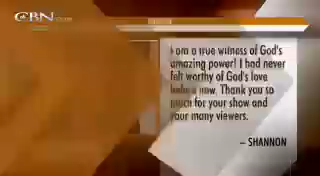 CBN
I am a true witness of God's
amazing power! I had never
felt worthy of God's love
before now. Thank you so
much for your show and
your many viewers.
– SHANNON